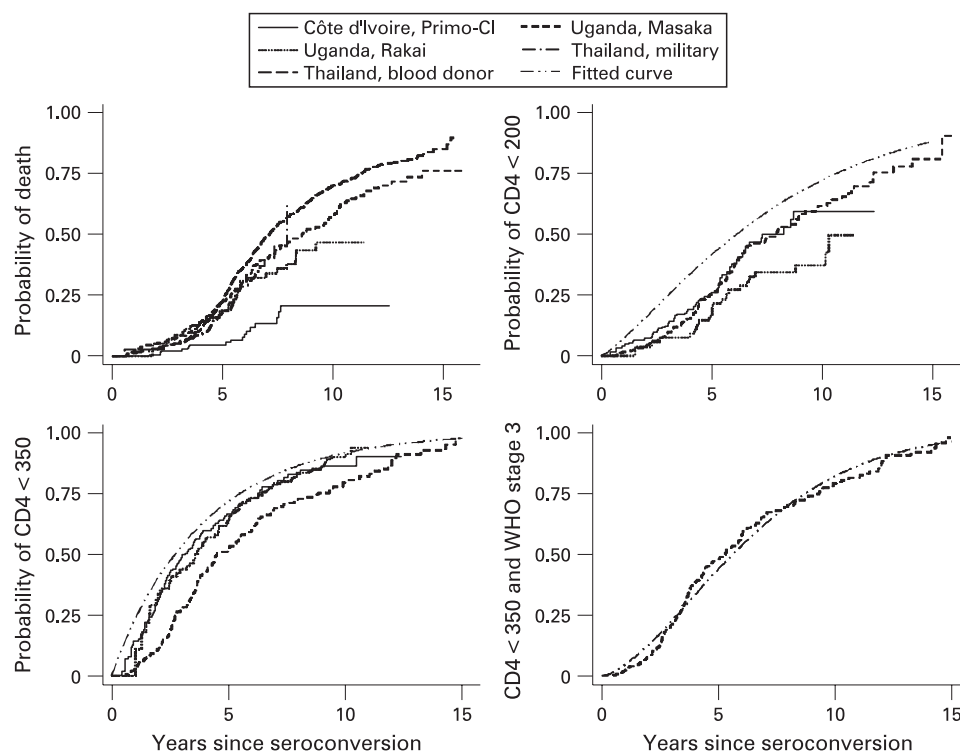 Côte d'Ivoire, Primo-CI
Uganda, Masaka
Uganda, Rakai
Thailand, military
Thailand, blood donor
Fitted curve
Probability of death
1.00
0.75
0.50
0.25
0
0 5 10 15
Probability of CD4 < 200
1.00
0.75
0.50
0.25
0
0 5 10 15
Probability of CD4 < 350
1.00
0.75
0.50
0.25
0
0 5 10 15
Years since seroconversion
CD4 < 350 and WHO stage 3
1.00
0.75
0.50
0.25
0
0 5 10 15
Years since seroconversion